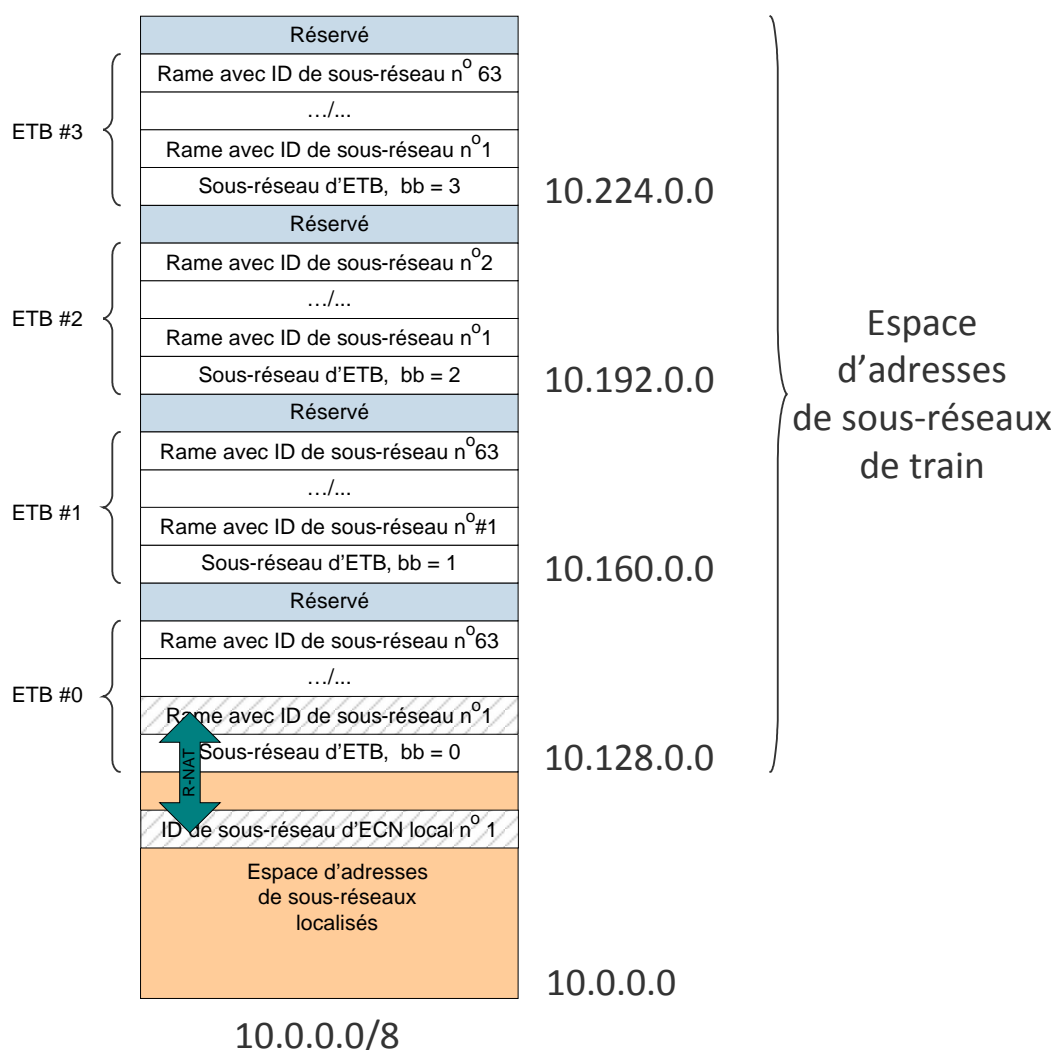 Réservé
Rame avec ID de sous-réseau n° 63
…/...
Rame avec ID de sous-réseau n°1
Sous-réseau d'ETB, bb = 3
ETB #3
10.224.0.0
Réservé
Rame avec ID de sous-réseau n°2
…/...
Rame avec ID de sous-réseau n°1
Sous-réseau d'ETB, bb = 2
ETB #2
10.192.0.0
Réservé
Rame avec ID de sous-réseau n°63
…/...
Rame avec ID de sous-réseau n°#1
Sous-réseau d'ETB, bb = 1
ETB #1
10.160.0.0
Réservé
Rame avec ID de sous-réseau n°63
…/...
Rame avec ID de sous-réseau n°1
Sous-réseau d'ETB, bb = 0
ETB #0
10.128.0.0
R-NAT
ID de sous-réseau d'ECN local n° 1
Espace d'adresses
de sous-réseaux
localisés
10.0.0.0
10.0.0.0/8
Espace
d'adresses
de sous-réseaux
de train